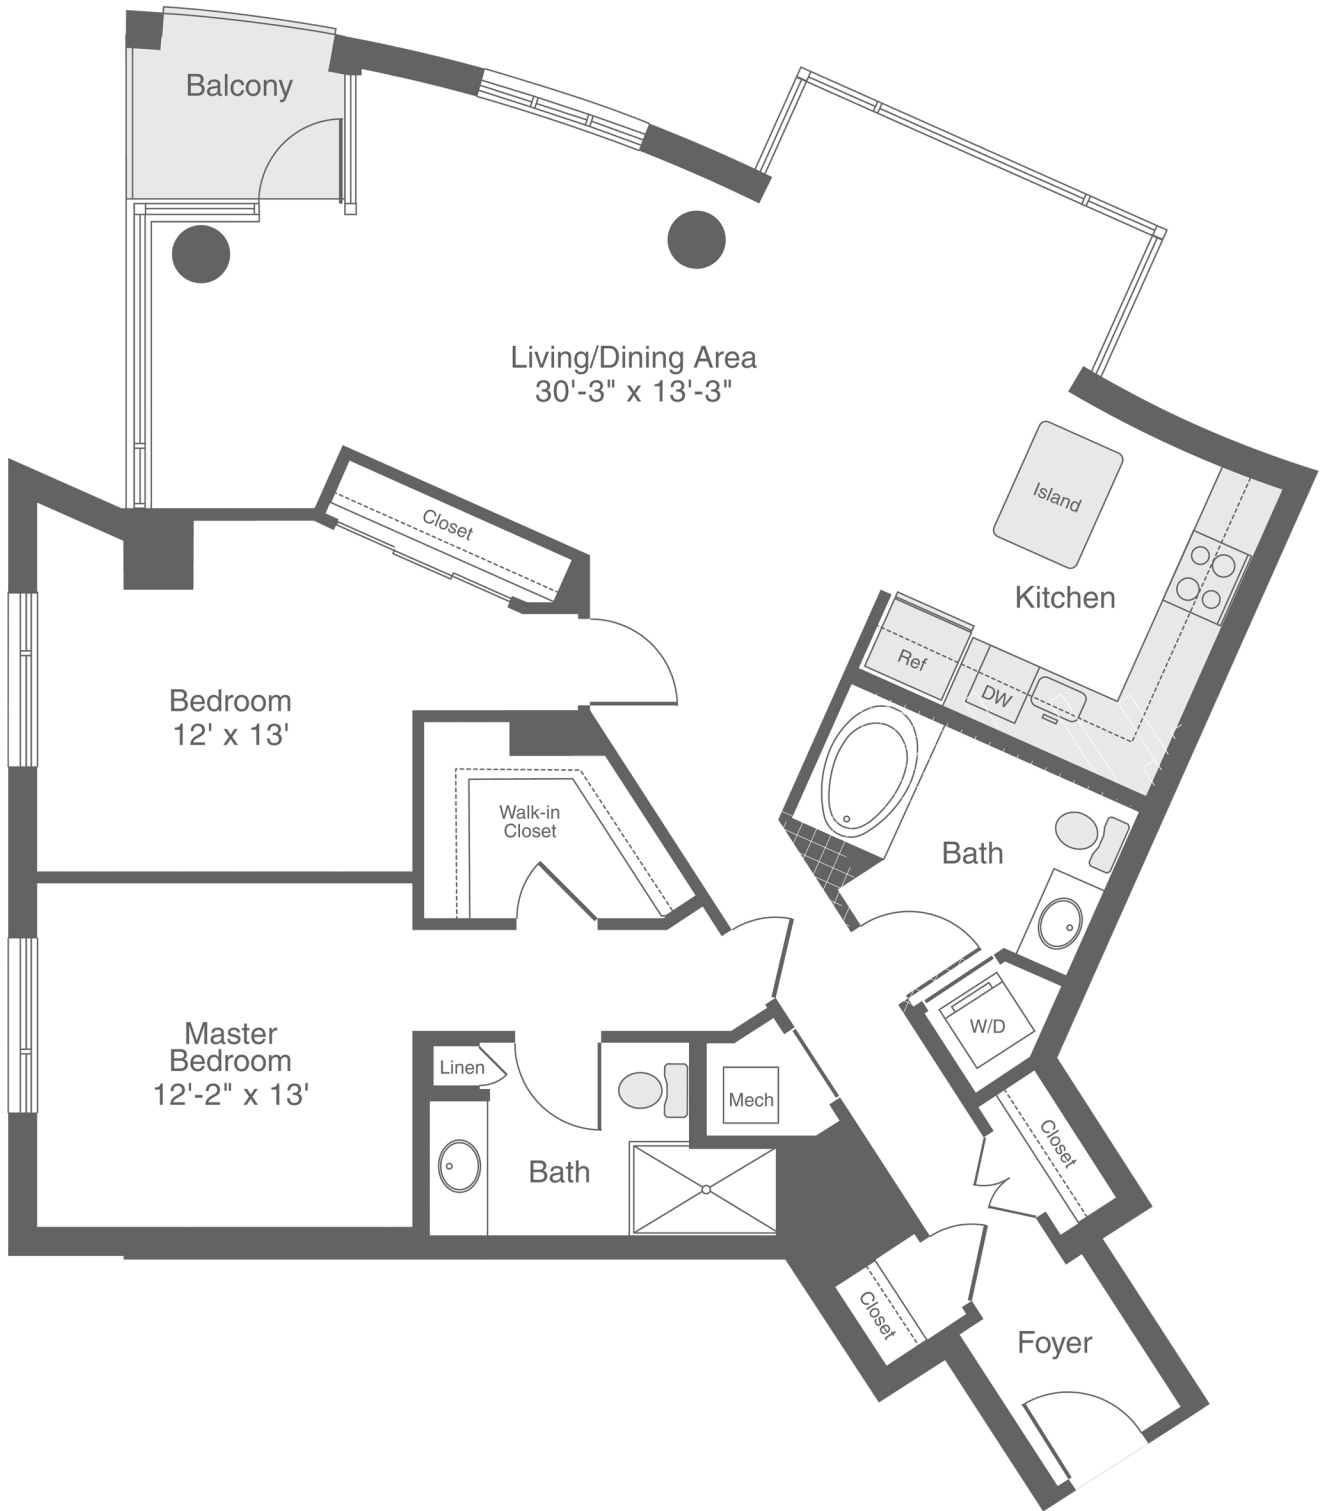 Balcony
Living/Dining Area
30'-3" x 13'-3"
Closet
Island
Kitchen
Ref
DW
Bedroom
12' x 13'
Walk-in
Closet
Bath
W/D
Master
Bedroom
12'-2" x 13'
Linen
Mech
Bath
Closet
Closet
Foyer